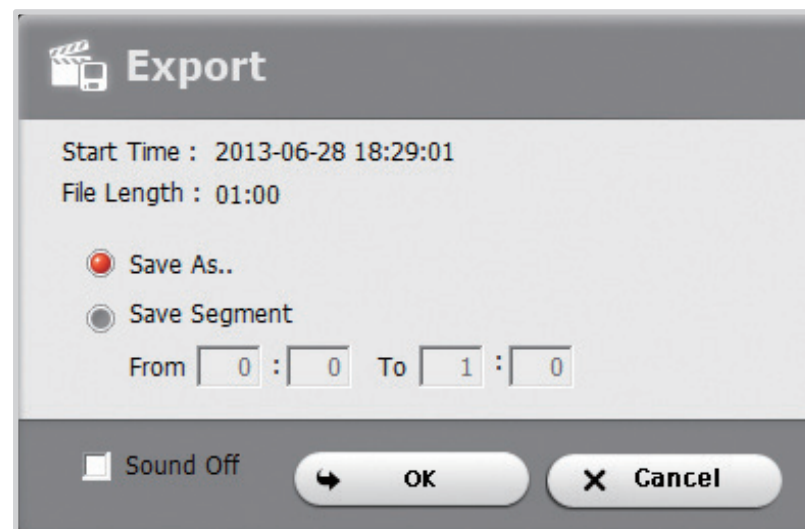 Export
Start Time : 2013-06-28 18:29:01
File Length : 01:00
Save As..
Save Segment
From 0 : 0 To 1 : 0
Sound Off OK Cancel